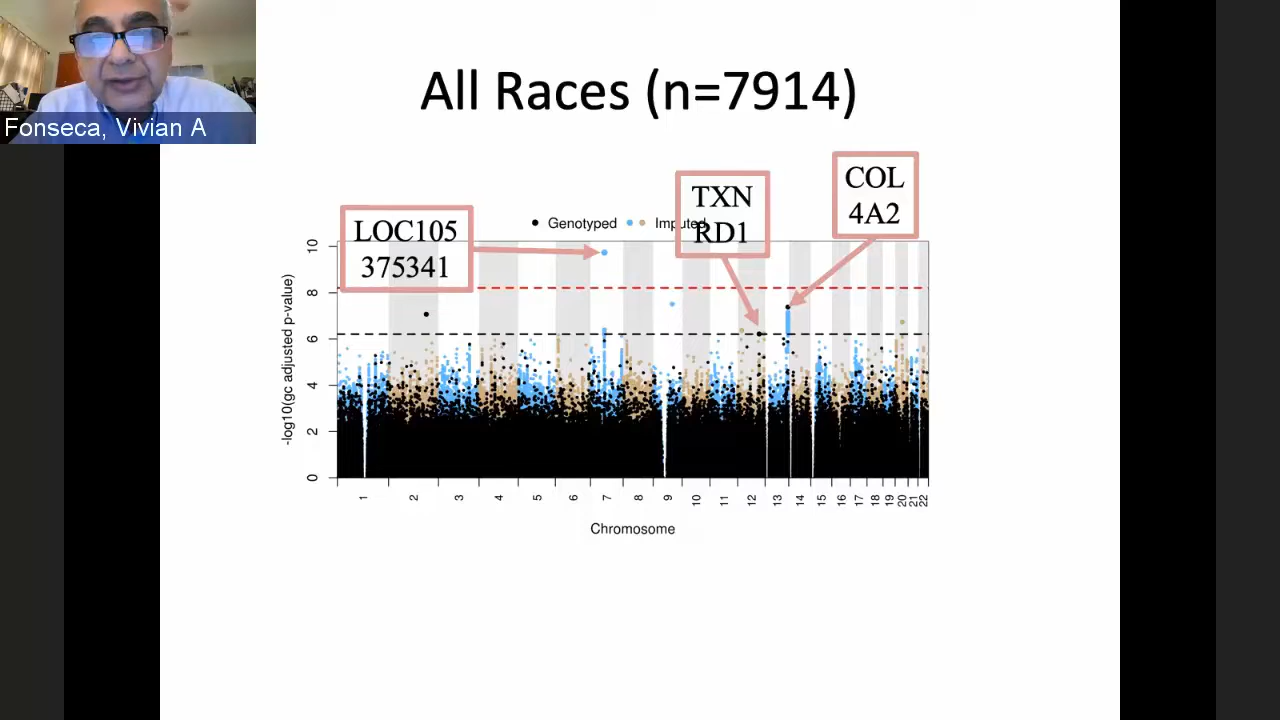 Fonseca, Vivian A
All Races (n=7914)
LOC105
375341
TXN
RD1
COL
4A2
Genotyped
Imputed
-log10(gc adjusted p-value)
10
8
6
4
2
0
1 2 3 4 5 6 7 8 9 10 11 12 13 14 15 16 17 18 19 20 21 22
Chromosome